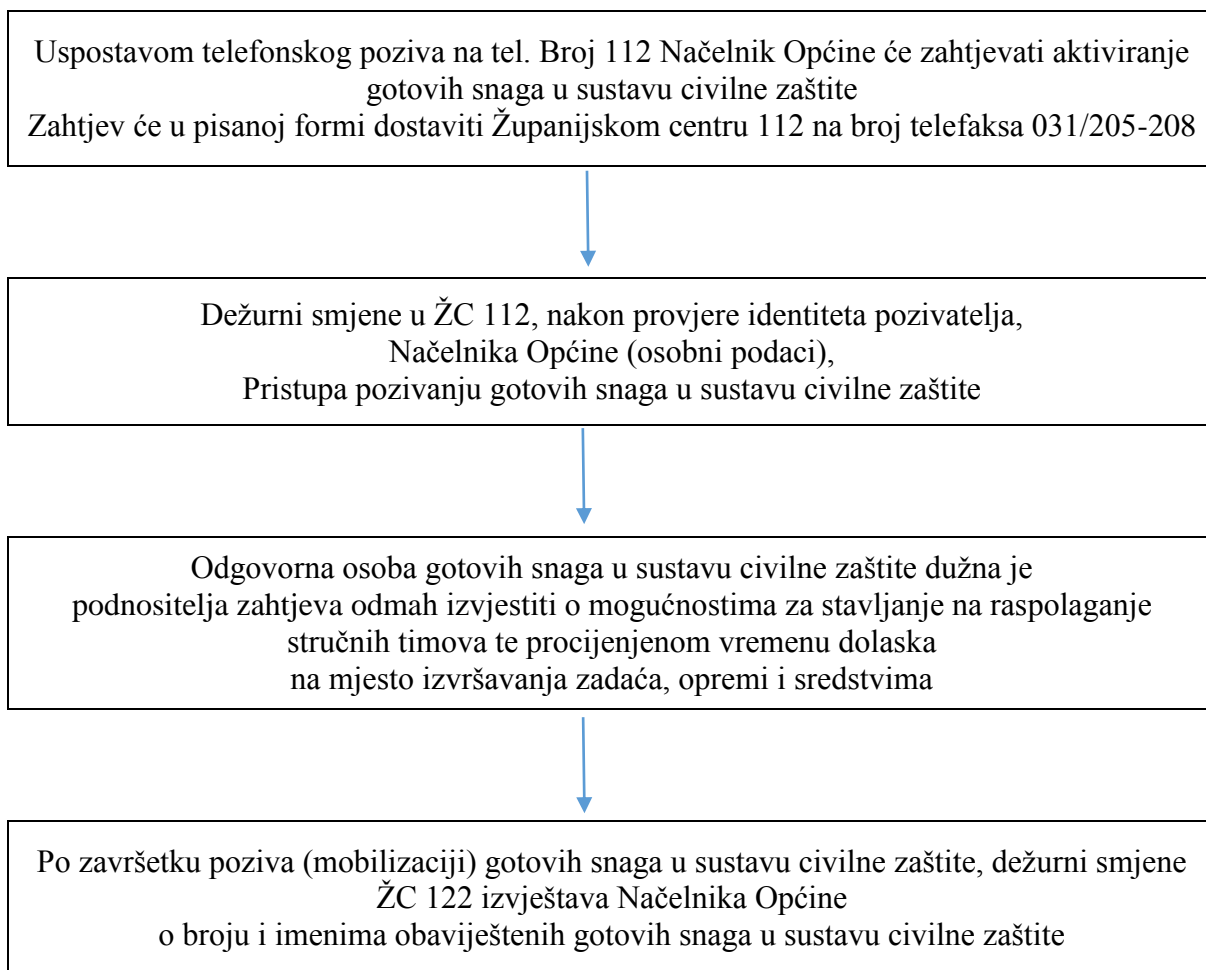 Uspostavom telefonskog poziva na tel. Broj 112 Načelnik Općine će zahtjevati aktiviranje
gotovih snaga u sustavu civilne zaštite
Zahtjev će u pisanoj formi dostaviti Županijskom centru 112 na broj telefaksa 031/205-208
Dežurni smjene u ŽC 112, nakon provjere identiteta pozivatelja,
Načelnika Općine (osobni podaci),
Pristupa pozivanju gotovih snaga u sustavu civilne zaštite
Odgovorna osoba gotovih snaga u sustavu civilne zaštite dužna je
podnositelja zahtjeva odmah izvjestiti o mogućnostima za stavljanje na raspolaganje
stručnih timova te procijenjenom vremenu dolaska
na mjesto izvršavanja zadaća, opremi i sredstvima
Po završetku poziva (mobilizaciji) gotovih snaga u sustavu civilne zaštite, dežurni smjene
ŽC 122 izvještava Načelnika Općine
o broju i imenima obaviještenih gotovih snaga u sustavu civilne zaštite